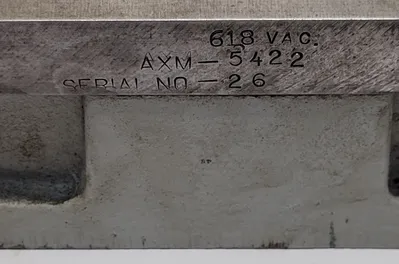 618 VAC.
AXM-5422
SERIAL NO-26